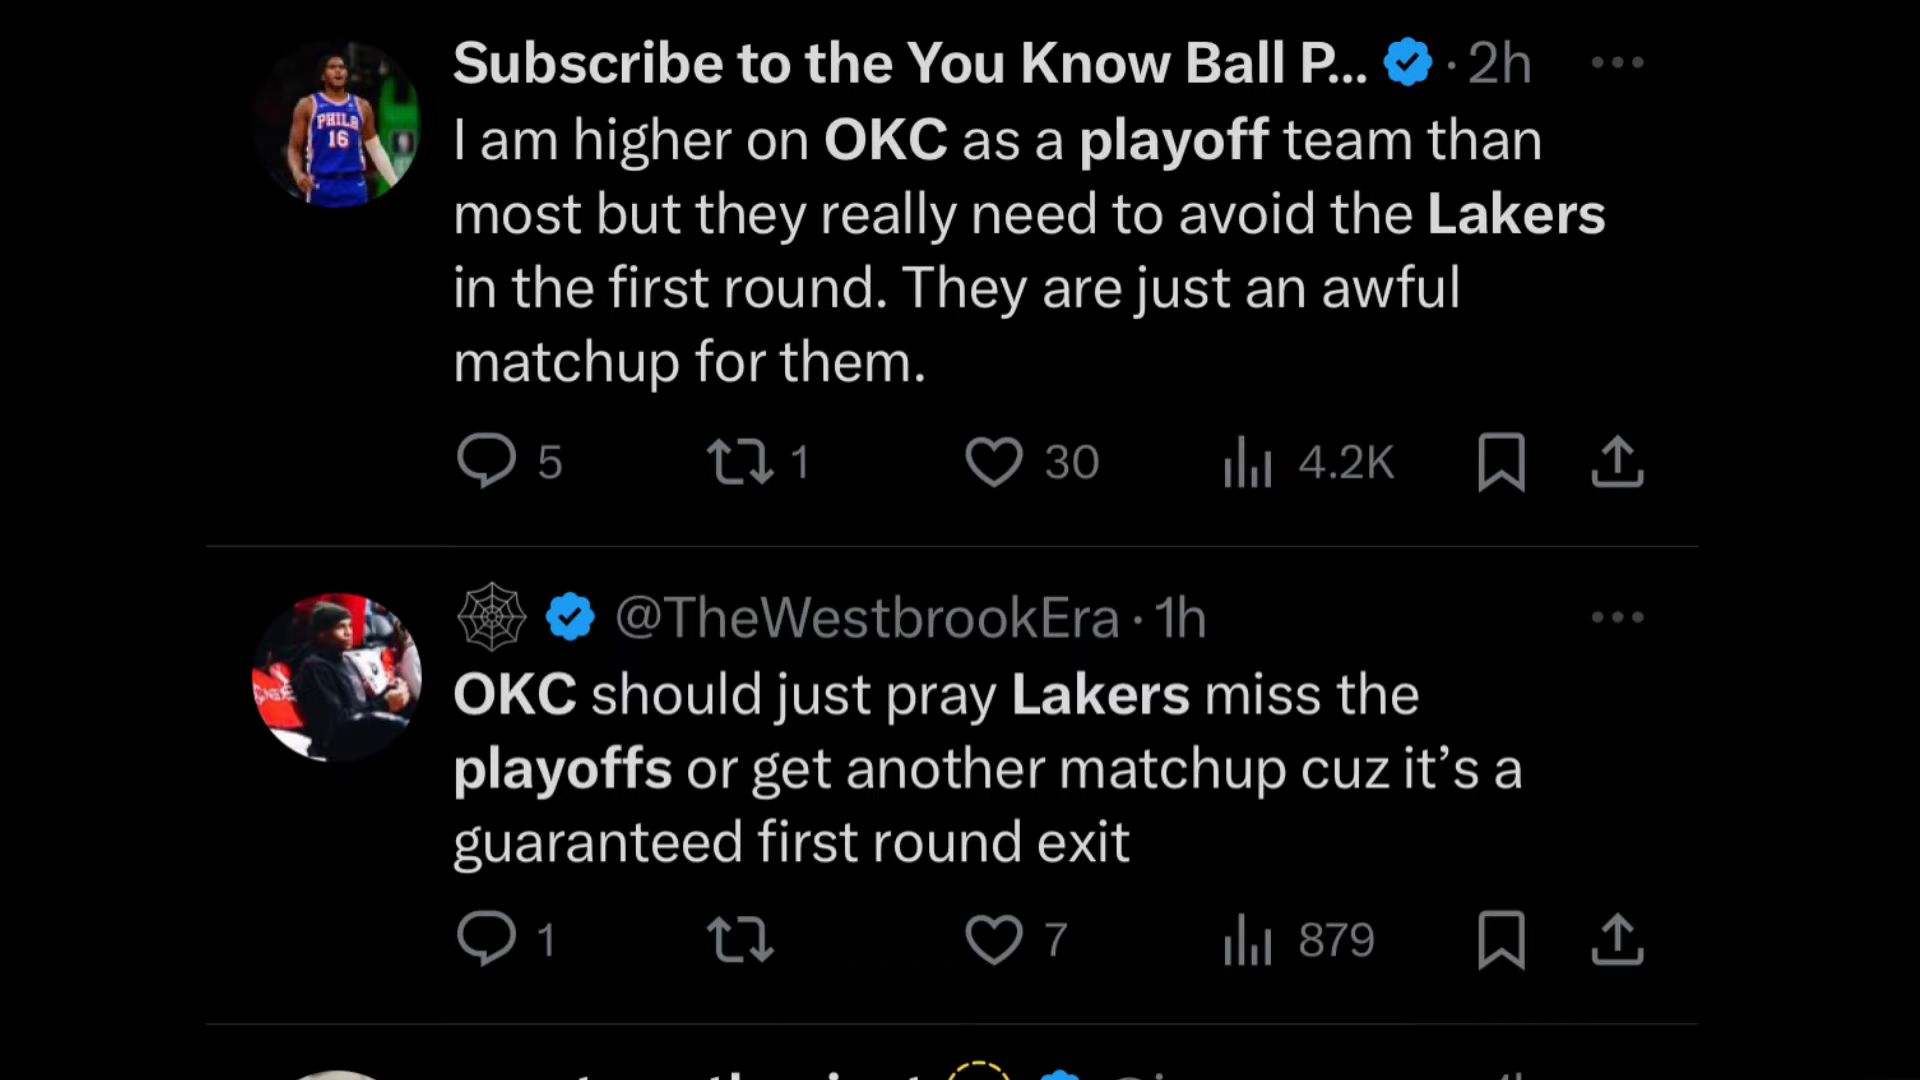 Subscribe to the You Know Ball P... · 2h
PHILA
16
I am higher on OKC as a playoff team than
most but they really need to avoid the Lakers
in the first round. They are just an awful
matchup for them.
5 1 30 4.2K
@TheWestbrookEra · 1h
OKC should just pray Lakers miss the
playoffs or get another matchup cuz it’s a
guaranteed first round exit
1 7 879